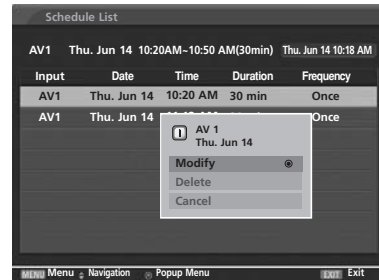 Schedule List
AV1 Thu. Jun 14 10:20AM~10:50 AM(30min) Thu. Jun 14 10:18 AM
Input Date Time Duration Frequency
AV1 Thu. Jun 14 10:20 AM 30 min Once
AV1 Thu. Jun 14 Once
AV 1
Thu. Jun 14
Modify
Delete
Cancel
MENU Menu Navigation Popup Menu EXIT Exit